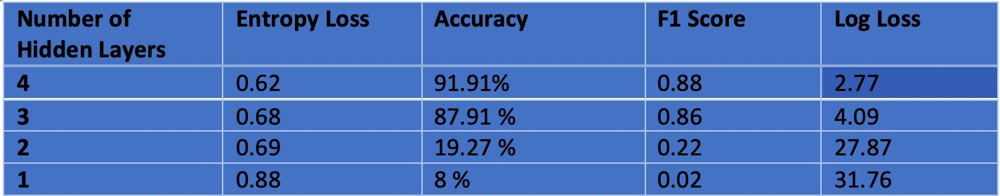 Number of Hidden Layers Entropy Loss Accuracy F1 Score Log Loss
4 0.62 91.91% 0.88 2.77
3 0.68 87.91 % 0.86 4.09
2 0.69 19.27 % 0.22 27.87
1 0.88 8 % 0.02 31.76